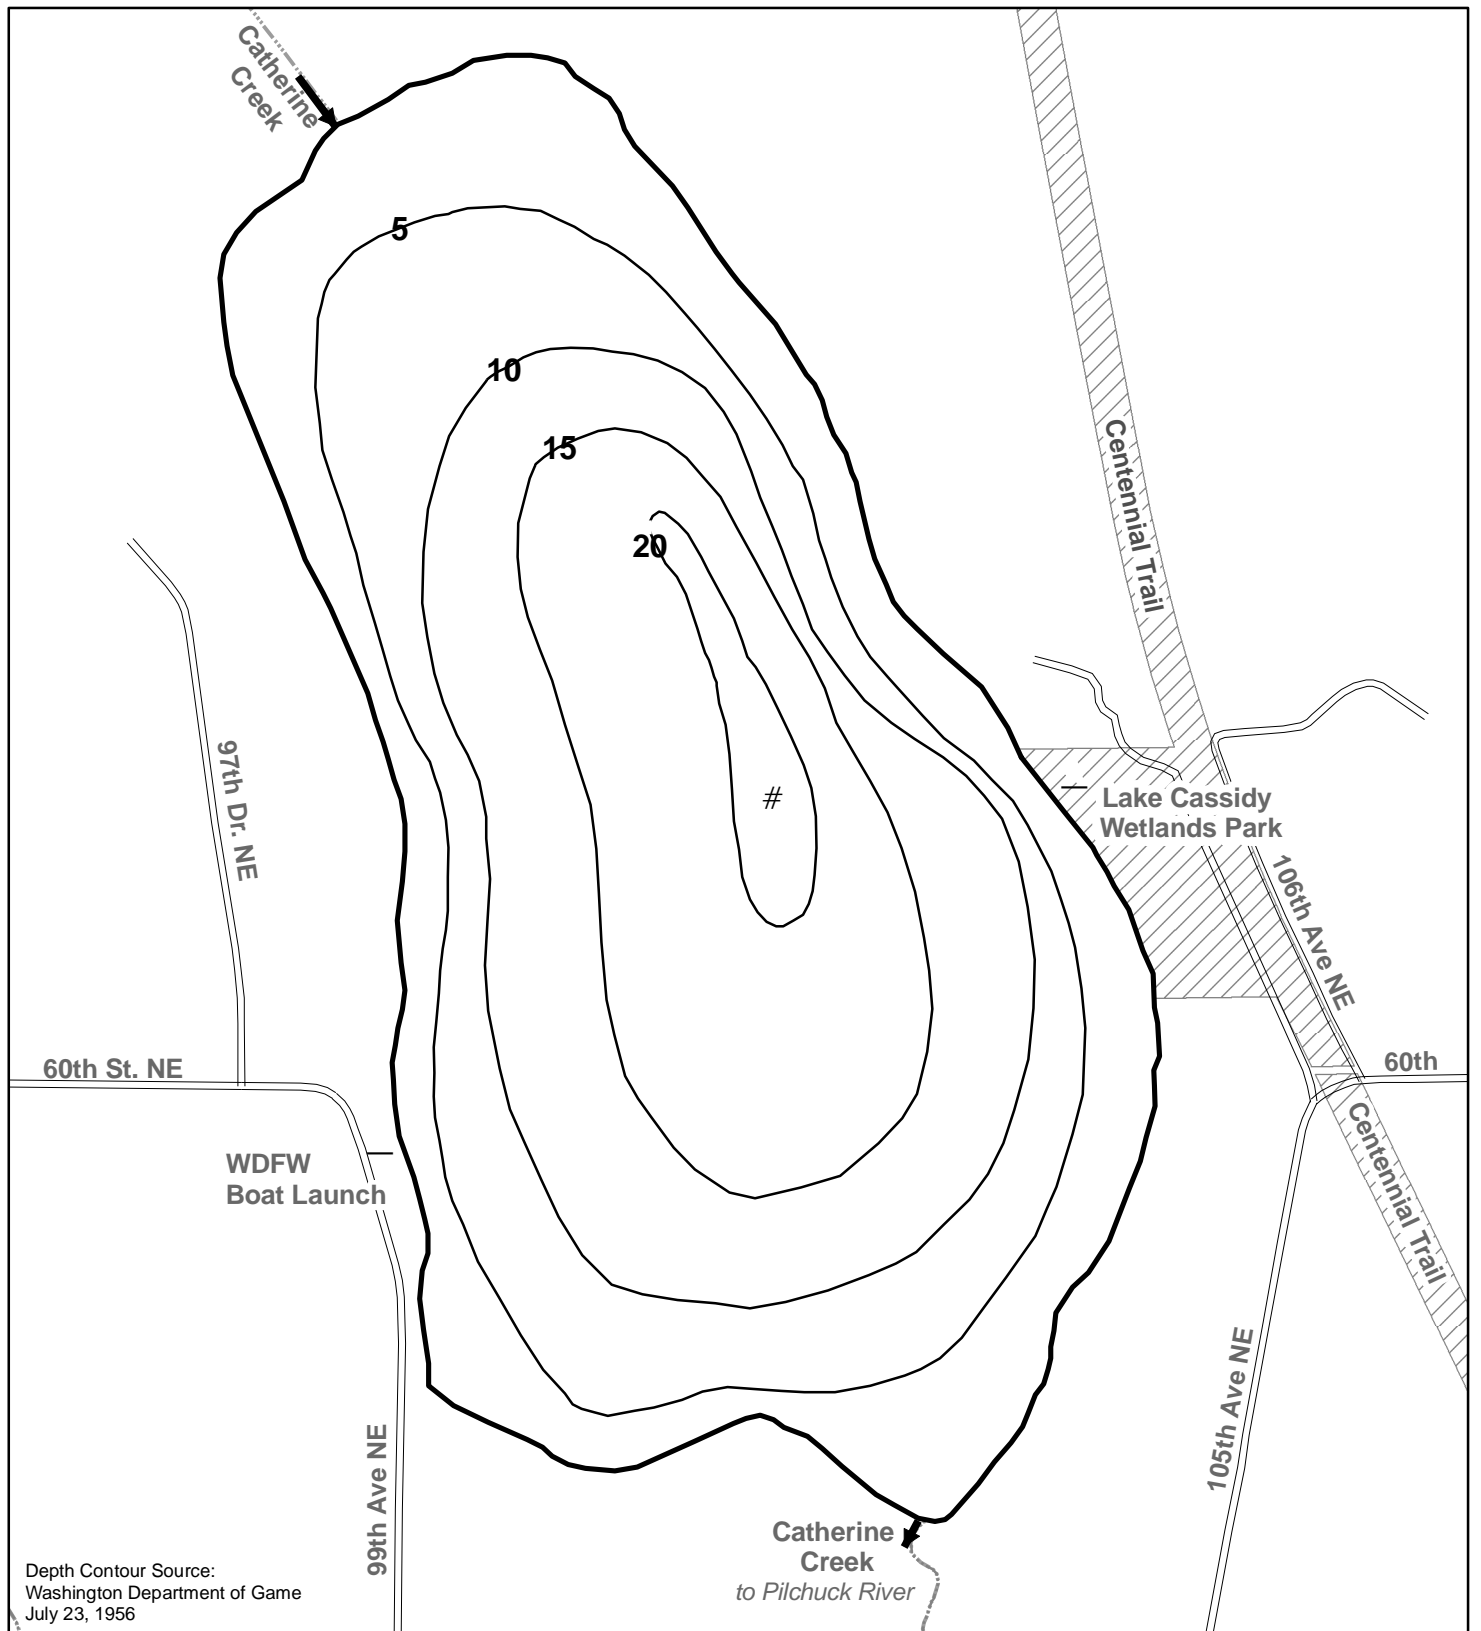 Catherine
Creek
5
10
15
20
#
Centennial Trail
97th Dr. NE
Lake Cassidy
Wetlands Park
106th Ave NE
60th St. NE
60th
WDFW
Boat Launch
Centennial Trail
105th Ave NE
99th Ave NE
Catherine
Creek
to Pilchuck River
Depth Contour Source:
Washington Department of Game
July 23, 1956